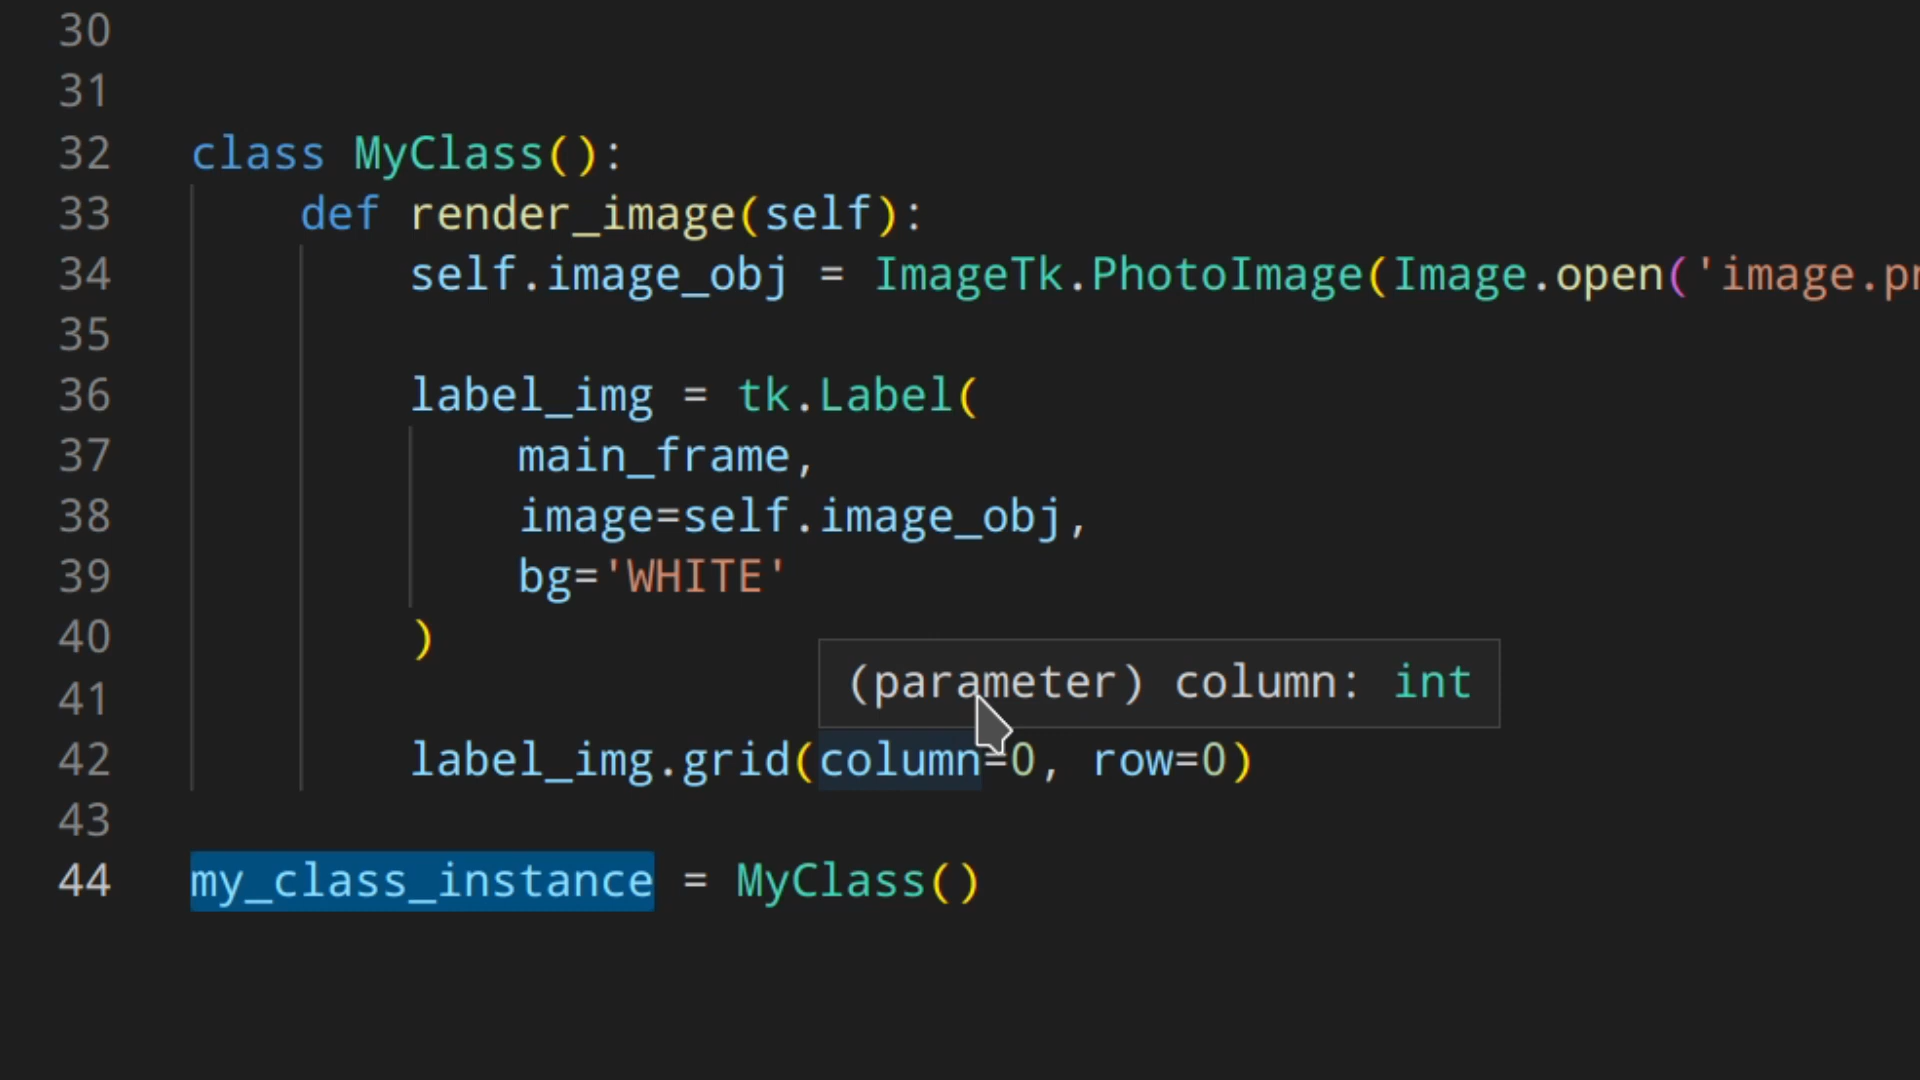 30
31
32 class MyClass():
33 def render_image(self):
34 self.image_obj = ImageTk.PhotoImage(Image.open('image.pn
35
36 label_img = tk.Label(
37 main_frame,
38 image=self.image_obj,
39 bg='WHITE'
40 )
(parameter) column: int
41
42 label_img.grid(column=0, row=0)
43
44 my_class_instance = MyClass()